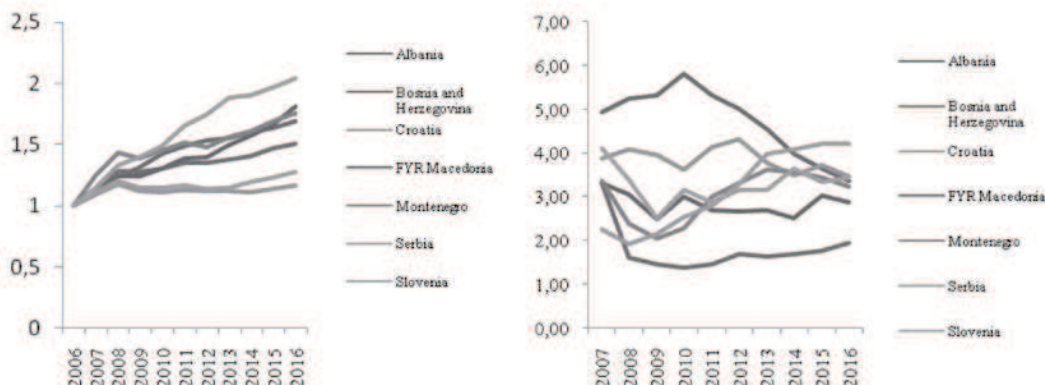 2,5
2
1,5
1
0,5
0
2006
2007
2008
2009
2010
2011
2012
2013
2014
2015
2016
Albania
Bosnia and
Herzegovina
Croatia
FYR Macedonia
Montenegro
Serbia
Slovenia
7,00
6,00
5,00
4,00
3,00
2,00
1,00
0,00
2007
2008
2009
2010
2011
2012
2013
2014
2015
2016
Albania
Bosnia and
Herzegovina
Croatia
FYR Macedonia
Montenegro
Serbia
Slovenia